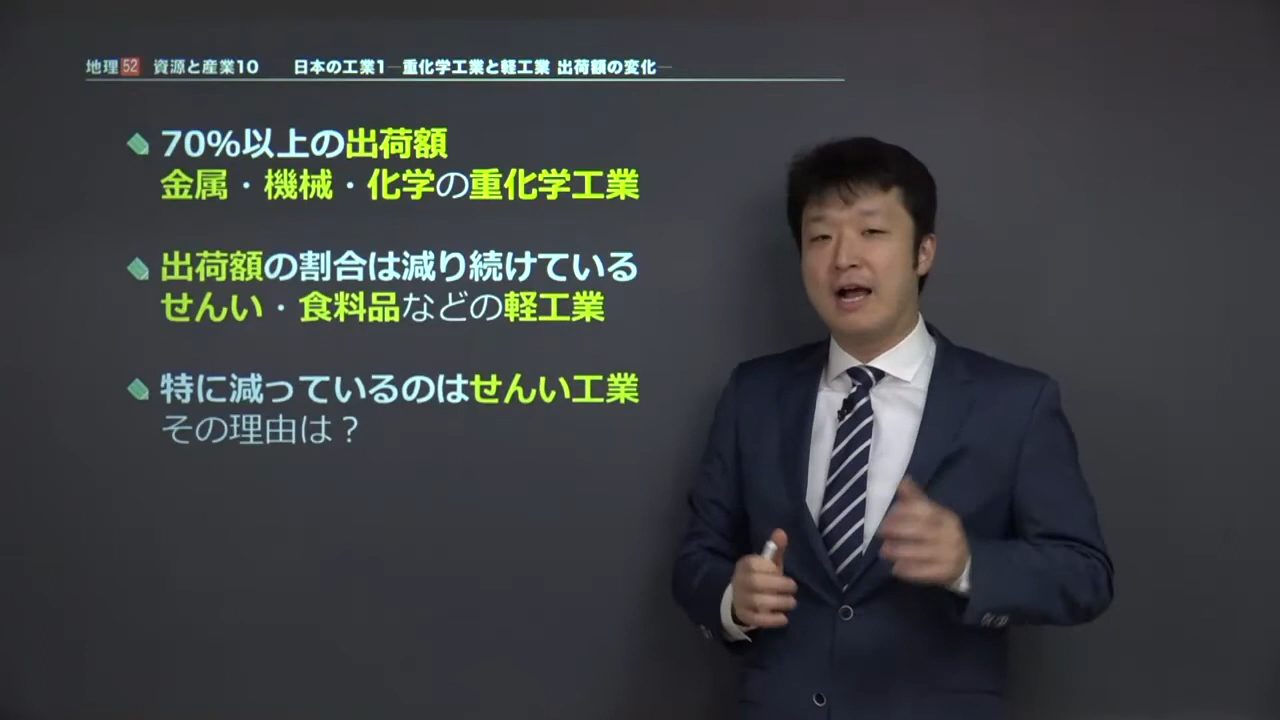 地理52 資源と産業10 日本の工業1―重化学工業と軽工業 出荷額の変化―
70%以上の出荷額
金属・機械・化学の重化学工業
出荷額の割合は減り続けている
せんい・食料品などの軽工業
特に減っているのはせんい工業
その理由は？